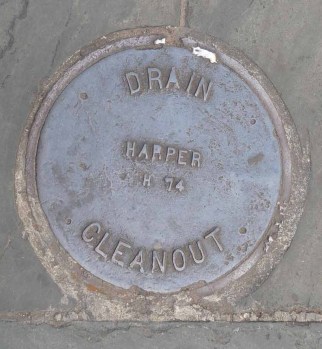 DRAIN
HARPER
H 74
CLEANOUT